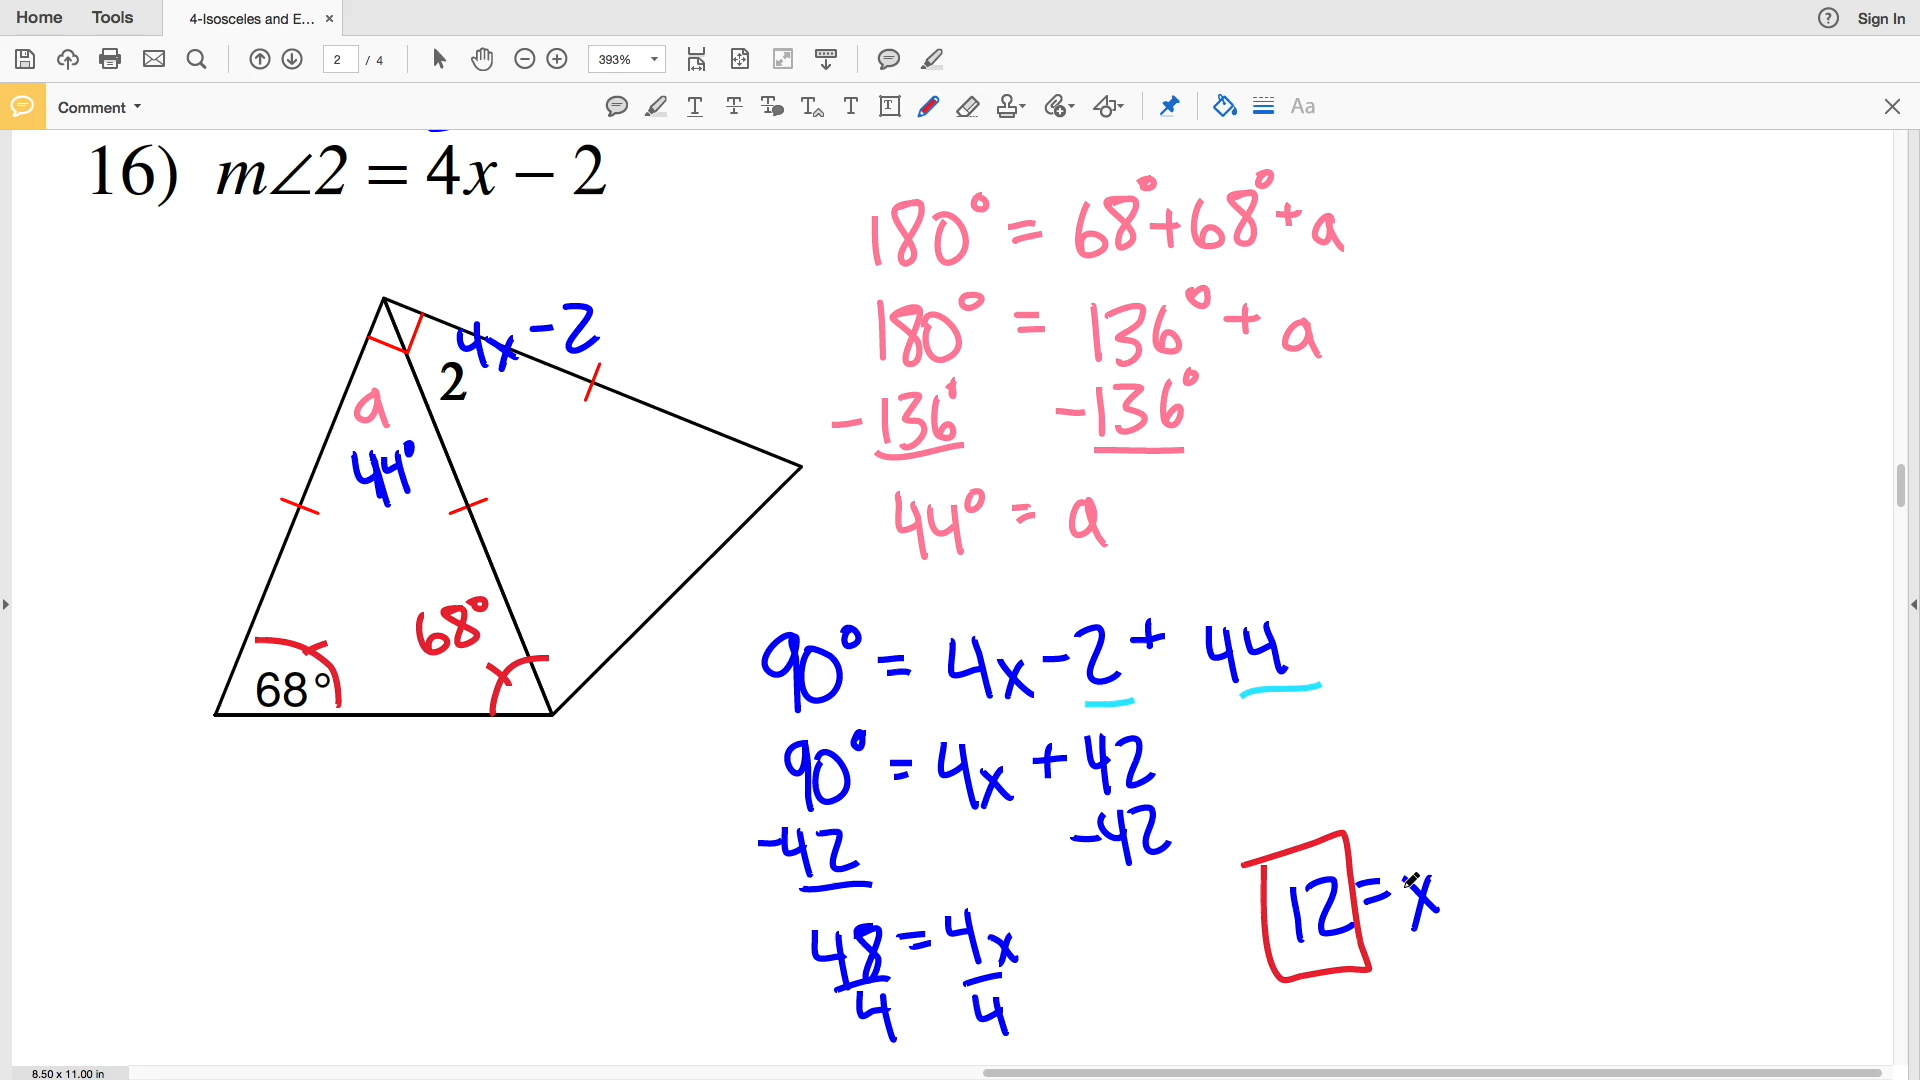 Home Tools 4-Isosceles and E... × ? Sign In
2 / 4 393%
Comment Aa
16) m∠2 = 4x − 2
180° = 68° + 68° + a
180° = 136° + a
-136° -136°
44° = a
4x -2
2
a
44°
68°
68°
90° = 4x - 2 + 44
90° = 4x + 42
-42 -42
48 = 4x
4 4
12 = x
8.50 x 11.00 in